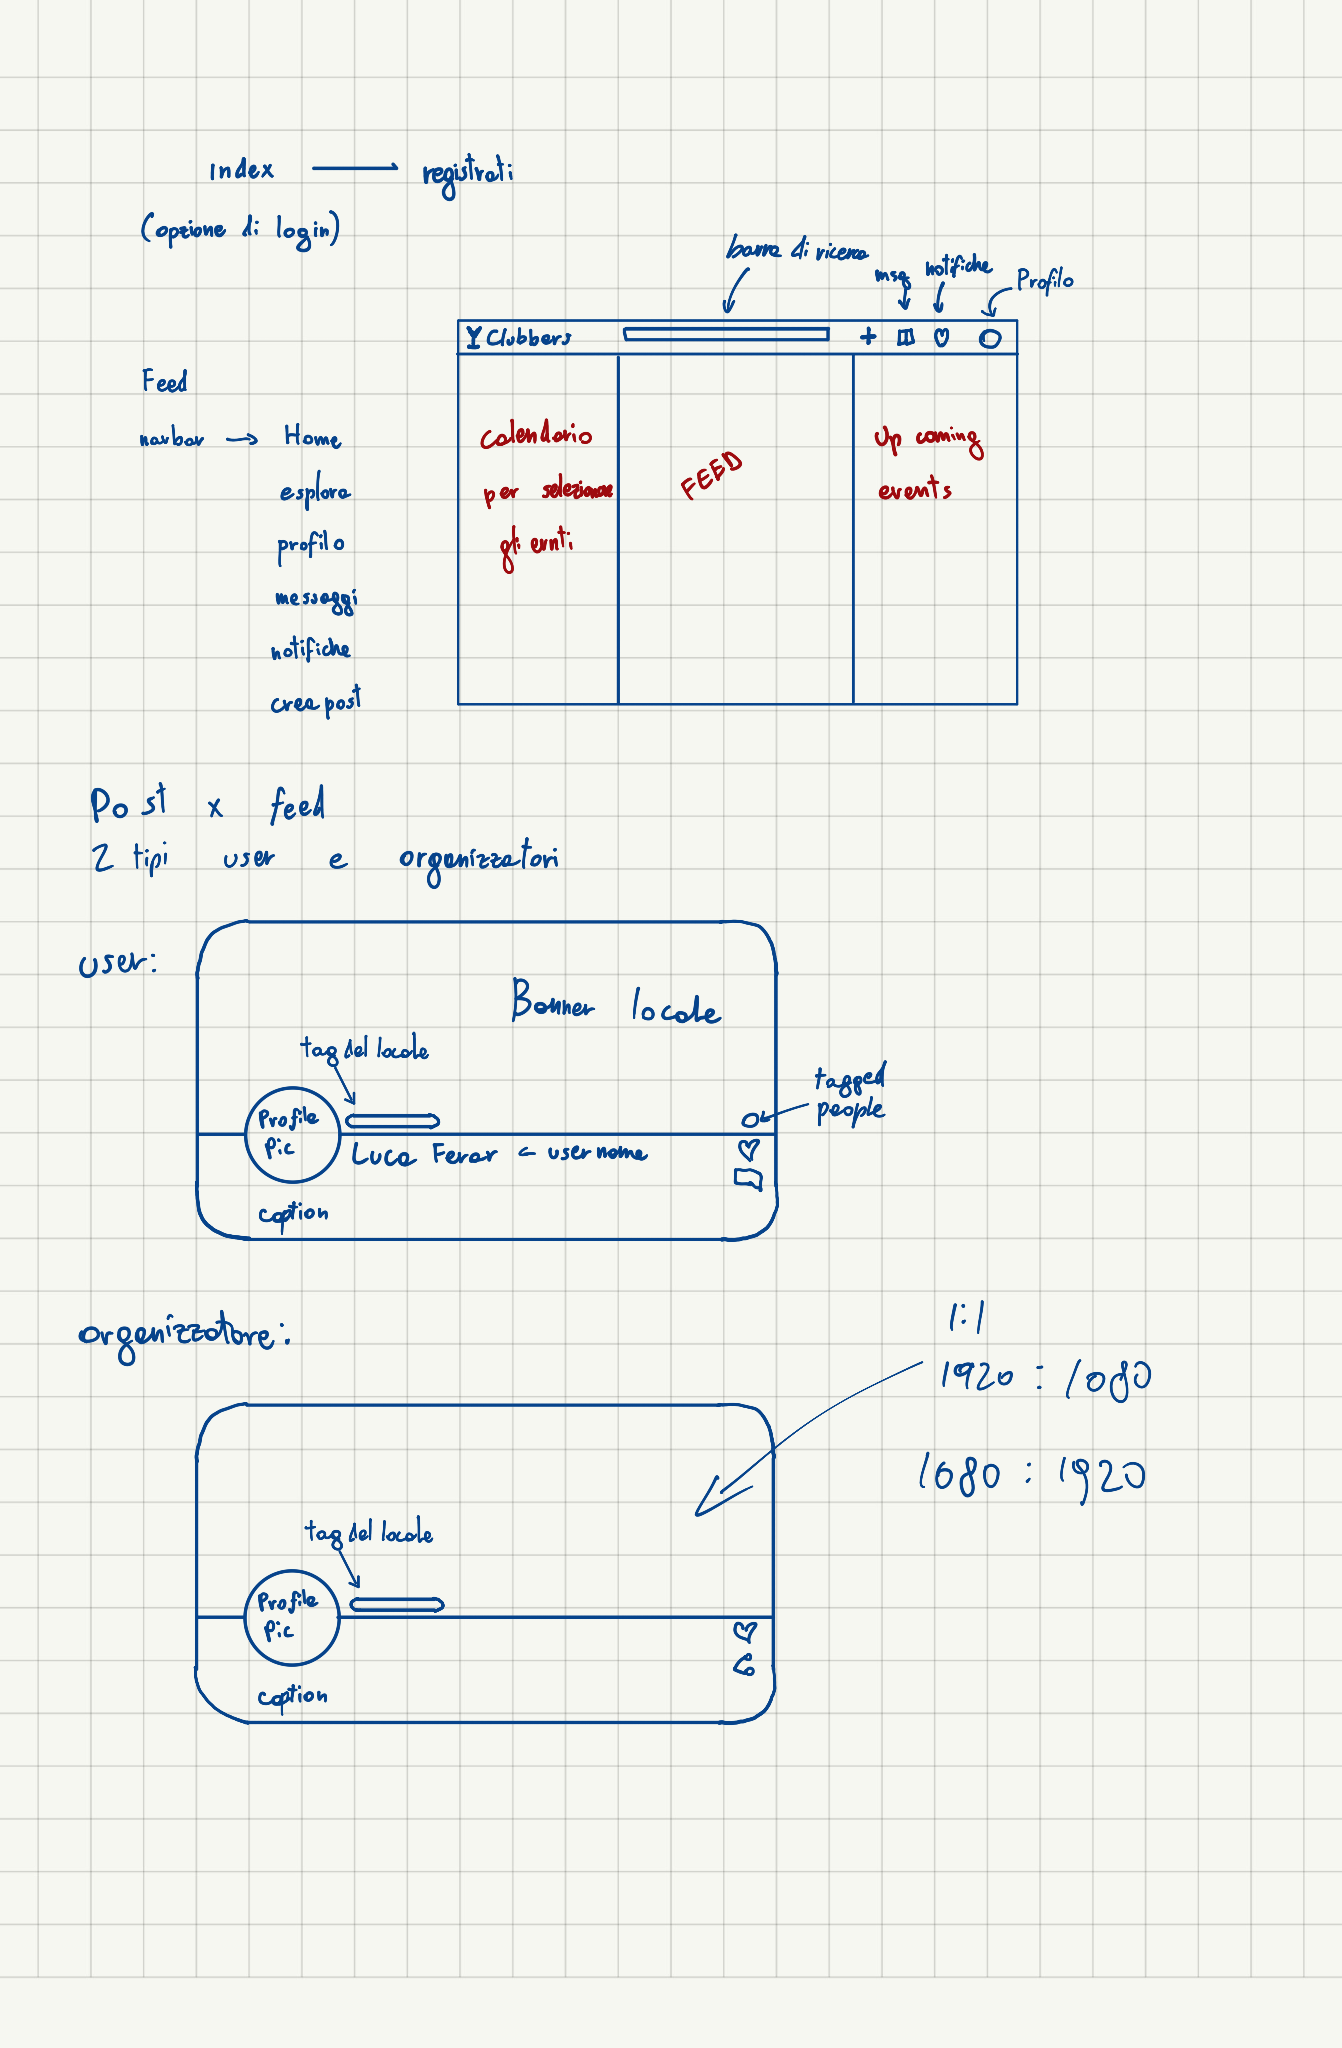 Index → registrati
(opzione di login)
barra di ricerca
msg
notifiche
Profilo
Clubbers
+
Feed
navbar → Home
esplora
profilo
messaggi
notifiche
crea post
Calendario
per selezionare
gli eventi
FEED
Up coming
events
Post x feed
2 tipi user e organizzatori
user:
Banner locale
tag del locale
tagged
people
Profile
Pic
Luca Ferar ← username
caption
organizzatore:
1:1
1920 : 1080
1080 : 1920
tag del locale
Profile
Pic
caption